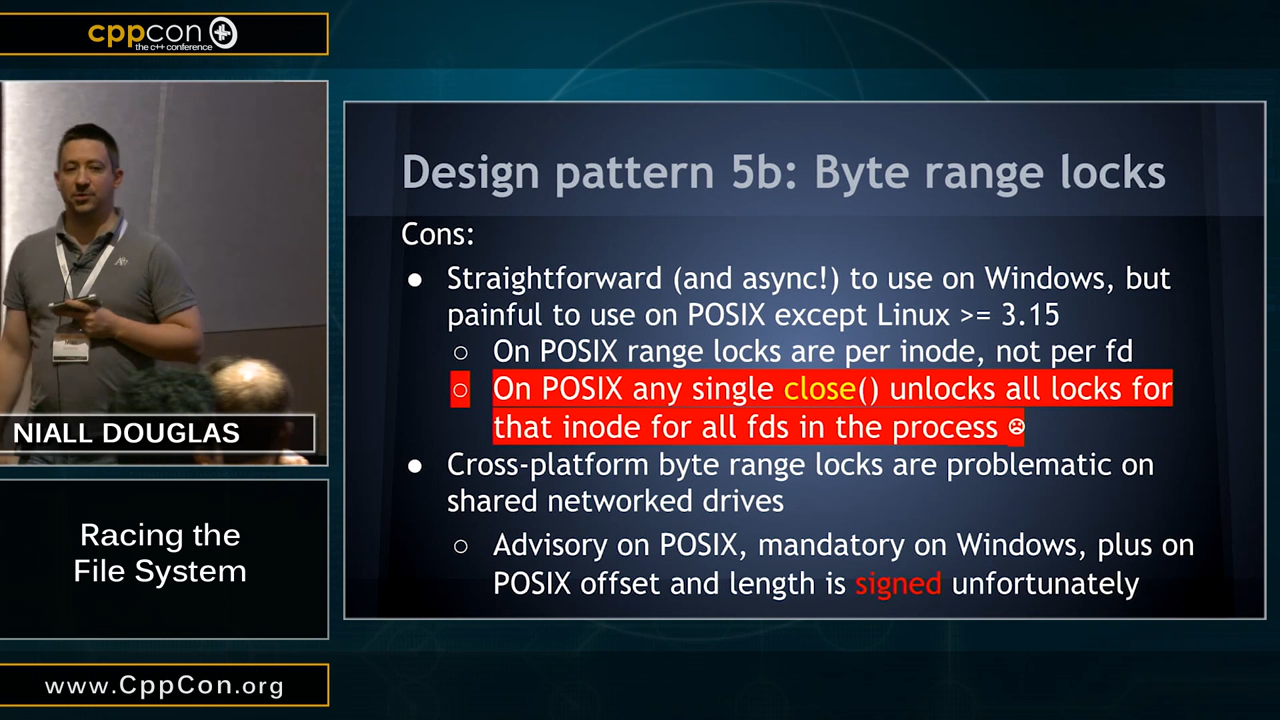 cppcon
the c++ conference
NIALL DOUGLAS
Racing the
File System
www.CppCon.org
Design pattern 5b: Byte range locks
Cons:
● Straightforward (and async!) to use on Windows, but
painful to use on POSIX except Linux >= 3.15
○ On POSIX range locks are per inode, not per fd
○ On POSIX any single close() unlocks all locks for
that inode for all fds in the process ☹
● Cross-platform byte range locks are problematic on
shared networked drives
○ Advisory on POSIX, mandatory on Windows, plus on
POSIX offset and length is signed unfortunately